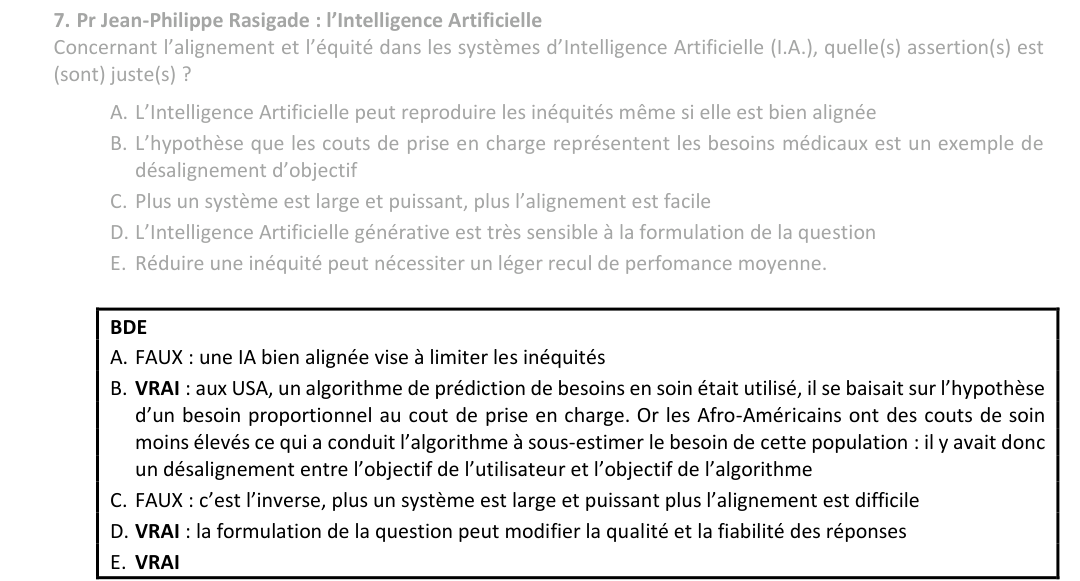 7. Pr Jean-Philippe Rasigade : l’Intelligence Artificielle
Concernant l’alignement et l’équité dans les systèmes d’Intelligence Artificielle (I.A.), quelle(s) assertion(s) est
(sont) juste(s) ?
A. L’Intelligence Artificielle peut reproduire les inéquités même si elle est bien alignée
B. L’hypothèse que les couts de prise en charge représentent les besoins médicaux est un exemple de
désalignement d’objectif
C. Plus un système est large et puissant, plus l’alignement est facile
D. L’Intelligence Artificielle générative est très sensible à la formulation de la question
E. Réduire une inéquité peut nécessiter un léger recul de perfomance moyenne.
BDE
A. FAUX : une IA bien alignée vise à limiter les inéquités
B. VRAI : aux USA, un algorithme de prédiction de besoins en soin était utilisé, il se baisait sur l’hypothèse
d’un besoin proportionnel au cout de prise en charge. Or les Afro-Américains ont des couts de soin
moins élevés ce qui a conduit l’algorithme à sous-estimer le besoin de cette population : il y avait donc
un désalignement entre l’objectif de l’utilisateur et l’objectif de l’algorithme
C. FAUX : c’est l’inverse, plus un système est large et puissant plus l’alignement est difficile
D. VRAI : la formulation de la question peut modifier la qualité et la fiabilité des réponses
E. VRAI